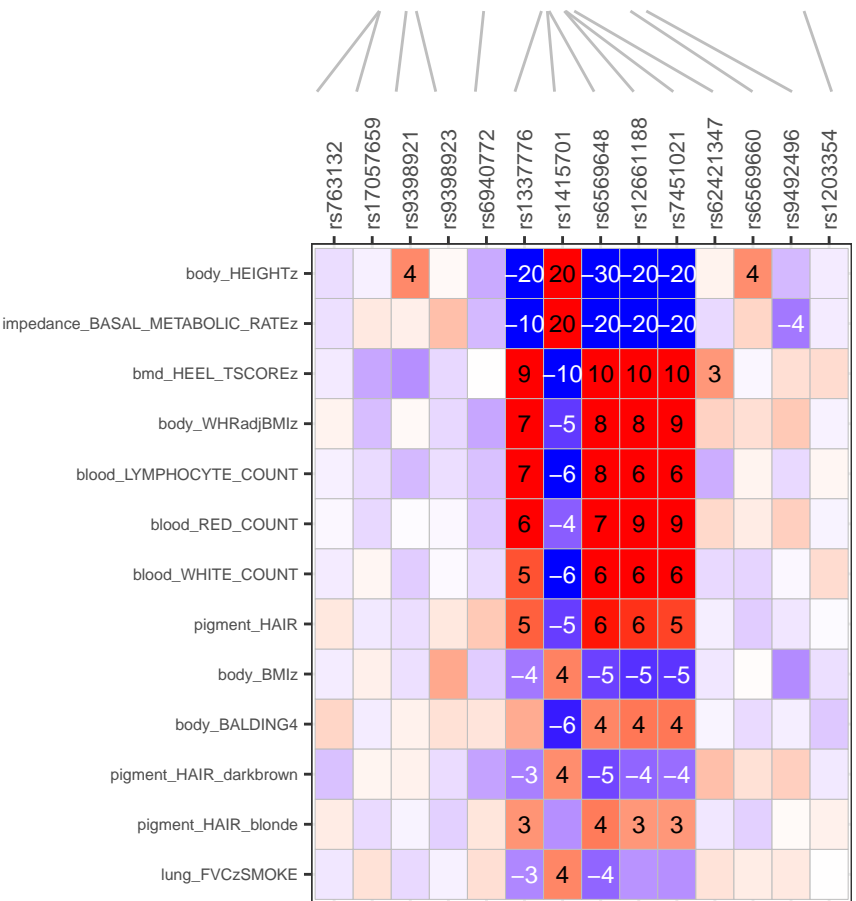 rs763132 rs17057659 rs9398921 rs9398923 rs6940772 rs1337776 rs1415701 rs6569648 rs12661188 rs7451021 rs62421347 rs6569660 rs9492496 rs1203354
body_HEIGHTz 4 −20 20 −30 −20 −20 4
impedance_BASAL_METABOLIC_RATEz −10 20 −20 −20 −20 −4
bmd_HEEL_TSCOREz 9 −10 10 10 10 3
body_WHRadjBMIz 7 −5 8 8 9
blood_LYMPHOCYTE_COUNT 7 −6 8 6 6
blood_RED_COUNT 6 −4 7 9 9
blood_WHITE_COUNT 5 −6 6 6 6
pigment_HAIR 5 −5 6 6 5
body_BMIz −4 4 −5 −5 −5
body_BALDING4 −6 4 4 4
pigment_HAIR_darkbrown −3 4 −5 −4 −4
pigment_HAIR_blonde 3 4 3 3
lung_FVCzSMOKE −3 4 −4